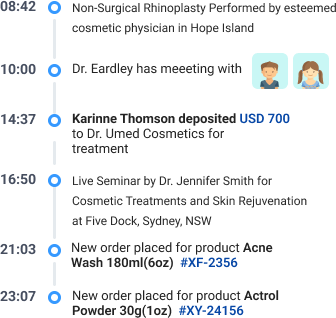 08:42 Non-Surgical Rhinoplasty Performed by esteemed
cosmetic physician in Hope Island
10:00 Dr. Eardley has meeeting with
14:37 Karinne Thomson deposited USD 700
to Dr. Umed Cosmetics for
treatment
16:50 Live Seminar by Dr. Jennifer Smith for
Cosmetic Treatments and Skin Rejuvenation
at Five Dock, Sydney, NSW
21:03 New order placed for product Acne
Wash 180ml(6oz) #XF-2356
23:07 New order placed for product Actrol
Powder 30g(1oz) #XY-24156